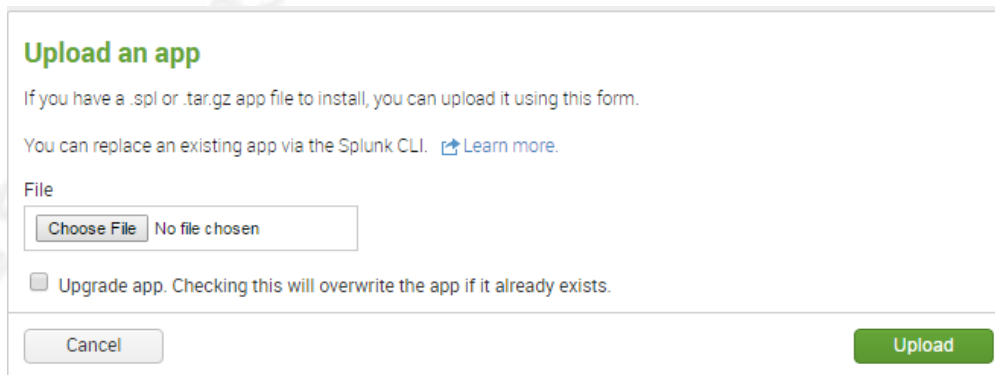 Upload an app
If you have a .spl or .tar.gz app file to install, you can upload it using this form.
You can replace an existing app via the Splunk CLI. Learn more.
File
Choose File No file chosen
Upgrade app. Checking this will overwrite the app if it already exists.
Cancel Upload